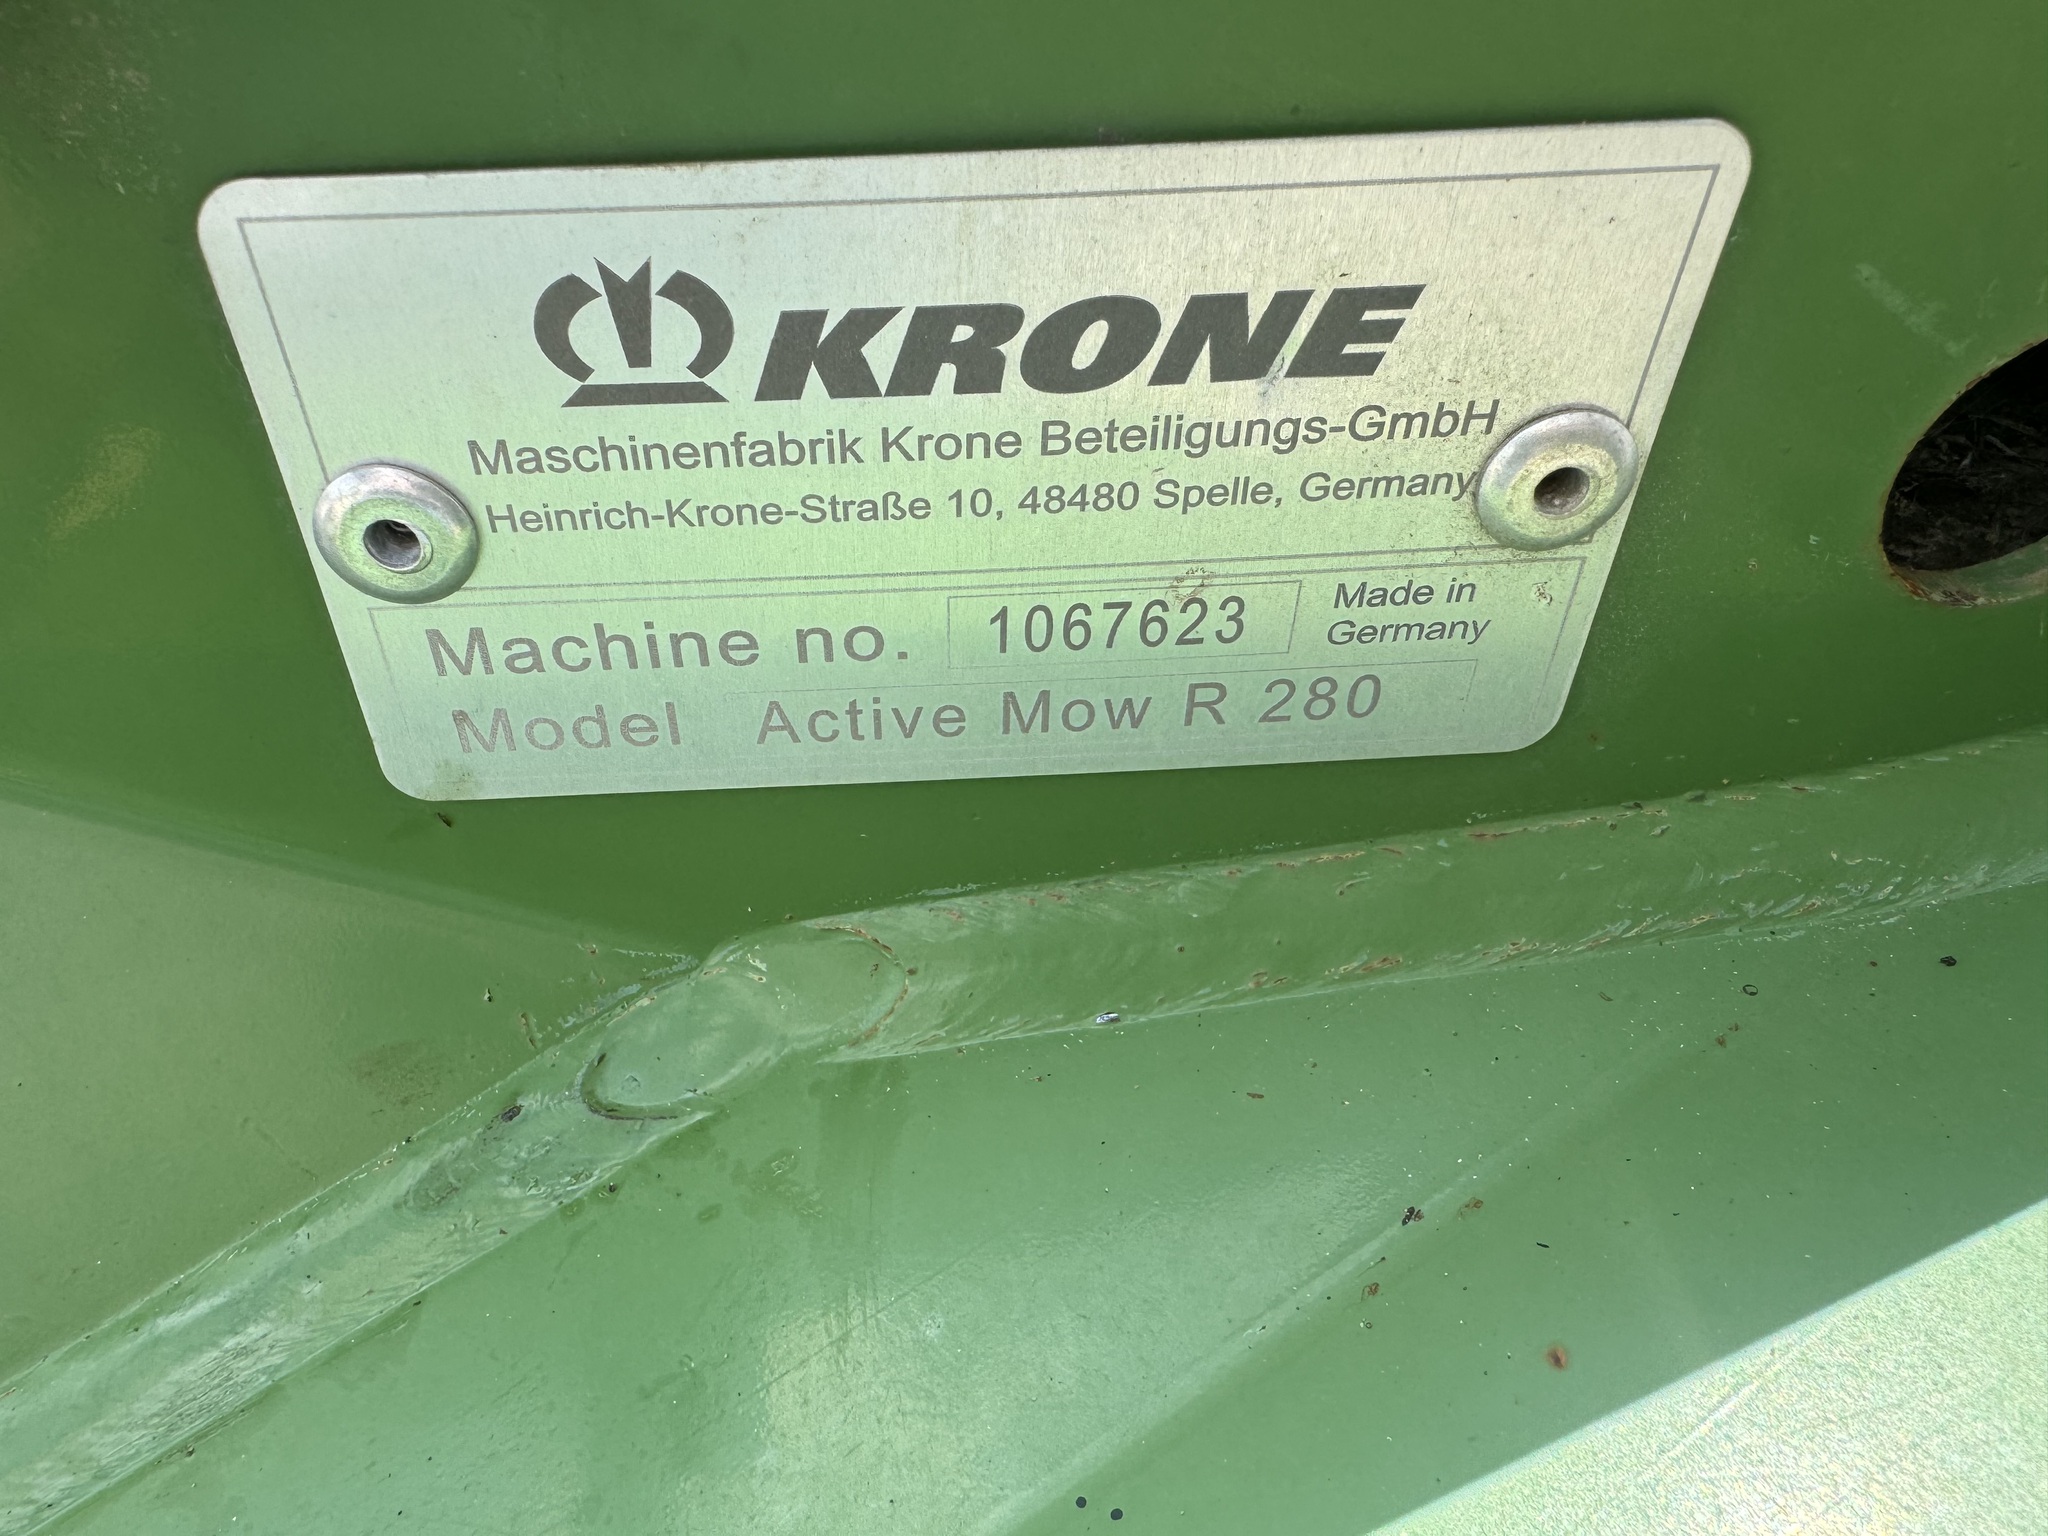 KRONE
Maschinenfabrik Krone Beteiligungs-GmbH
Heinrich-Krone-Straße 10, 48480 Spelle, Germany
Machine no. 1067623
Made in
Germany
Model Active Mow R 280